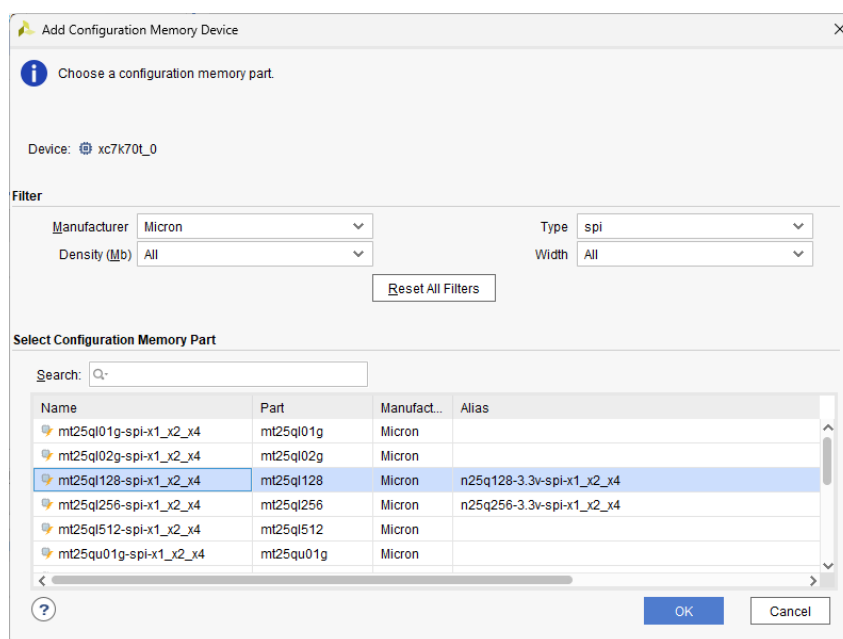 Add Configuration Memory Device
Choose a configuration memory part.
Device: xc7k70t_0
Filter
Manufacturer Micron Type spi
Density (Mb) All Width All
Reset All Filters
Select Configuration Memory Part
Search: Q-
Name Part Manufact... Alias
mt25ql01g-spi-x1_x2_x4 mt25ql01g Micron
mt25ql02g-spi-x1_x2_x4 mt25ql02g Micron
mt25ql128-spi-x1_x2_x4 mt25ql128 Micron n25q128-3.3v-spi-x1_x2_x4
mt25ql256-spi-x1_x2_x4 mt25ql256 Micron n25q256-3.3v-spi-x1_x2_x4
mt25ql512-spi-x1_x2_x4 mt25ql512 Micron
mt25qu01g-spi-x1_x2_x4 mt25qu01g Micron
? OK Cancel